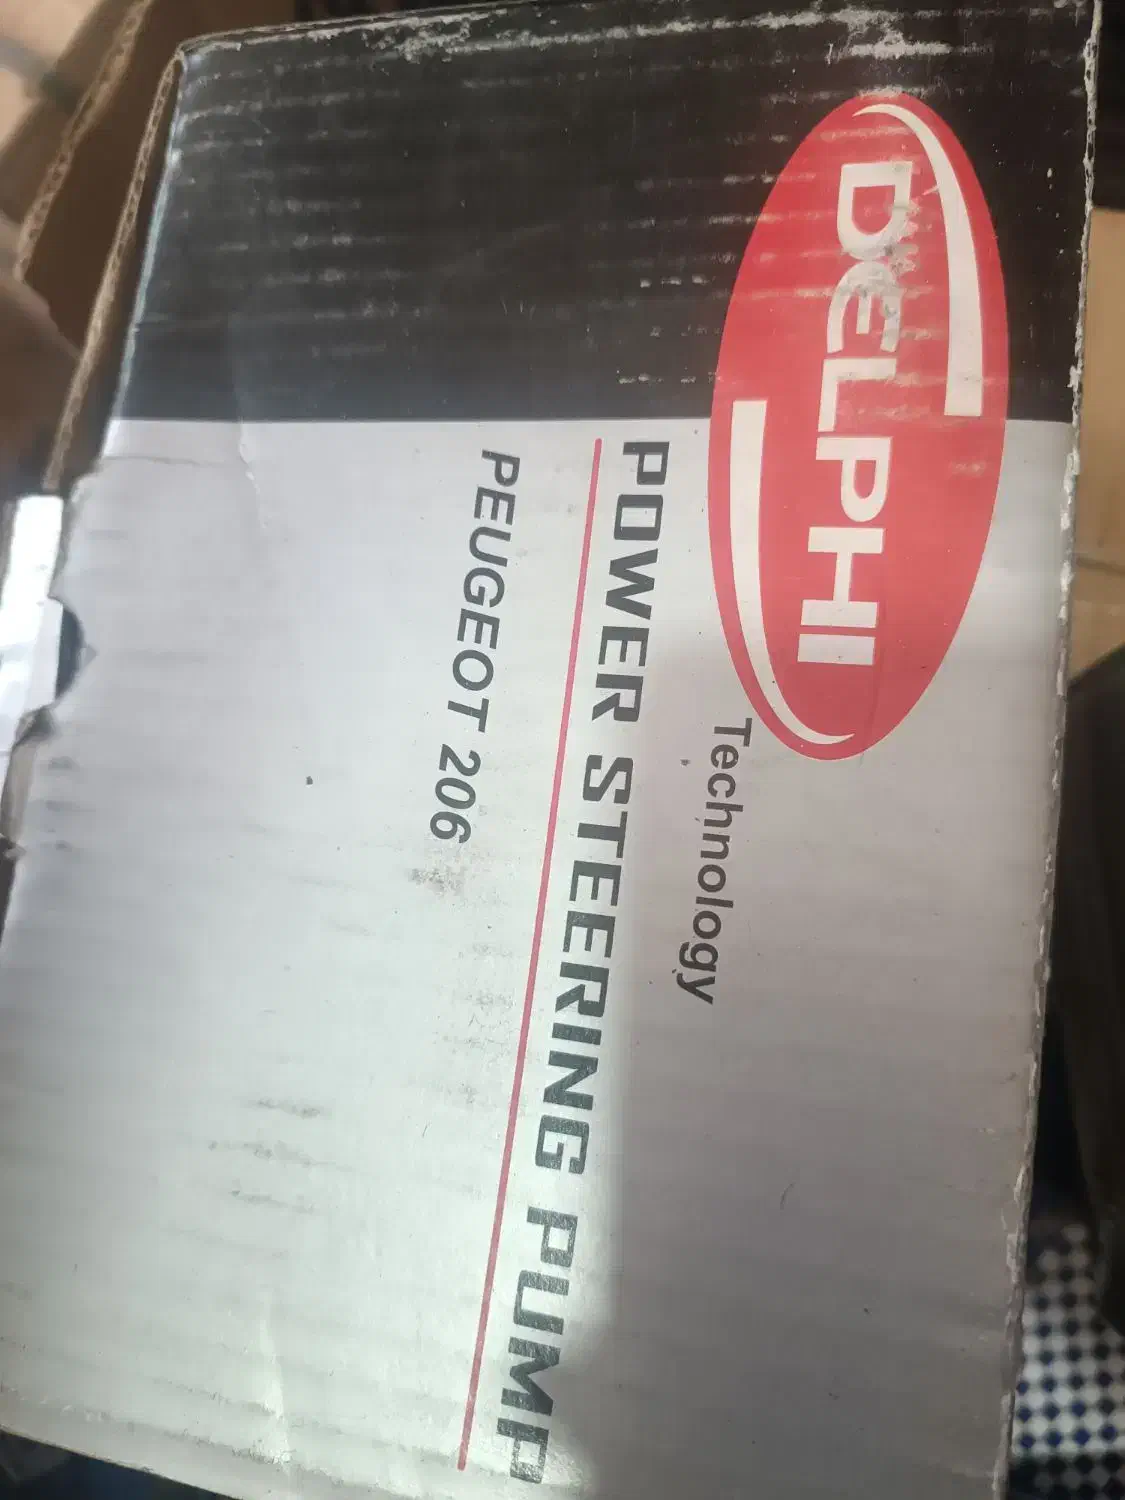 DELPHI
Technology
POWER STEERING PUMP
PEUGEOT 206